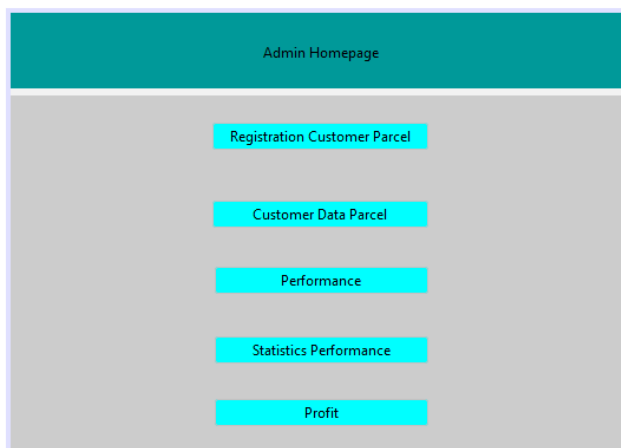 Admin Homepage
Registration Customer Parcel
Customer Data Parcel
Performance
Statistics Performance
Profit